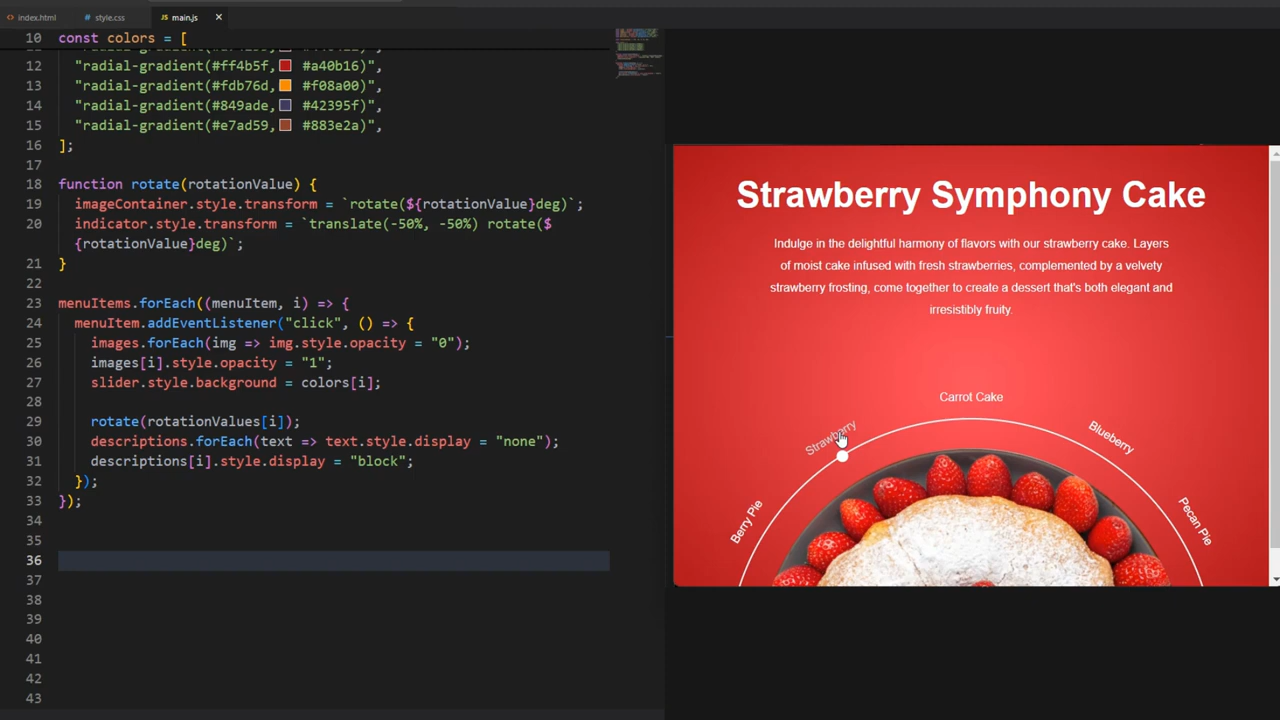 index.html style.css main.js
10 const colors = [
12 "radial-gradient(#ff4b5f, #a40b16)",
13 "radial-gradient(#fdb76d, #f08a00)",
14 "radial-gradient(#849ade, #42395f)",
15 "radial-gradient(#e7ad59, #883e2a)",
16 ];
17
18 function rotate(rotationValue) {
19 imageContainer.style.transform = `rotate(${rotationValue}deg)`;
20 indicator.style.transform = `translate(-50%, -50%) rotate($
{rotationValue}deg)`;
21 }
22
23 menuItems.forEach((menuItem, i) => {
24 menuItem.addEventListener("click", () => {
25 images.forEach(img => img.style.opacity = "0");
26 images[i].style.opacity = "1";
27 slider.style.background = colors[i];
28
29 rotate(rotationValues[i]);
30 descriptions.forEach(text => text.style.display = "none");
31 descriptions[i].style.display = "block";
32 });
33 });
34
35
36
37
38
39
40
41
42
43
Strawberry Symphony Cake
Indulge in the delightful harmony of flavors with our strawberry cake. Layers
of moist cake infused with fresh strawberries, complemented by a velvety
strawberry frosting, come together to create a dessert that's both elegant and
irresistibly fruity.
Berry Pie
Strawberry
Carrot Cake
Blueberry
Pecan Pie